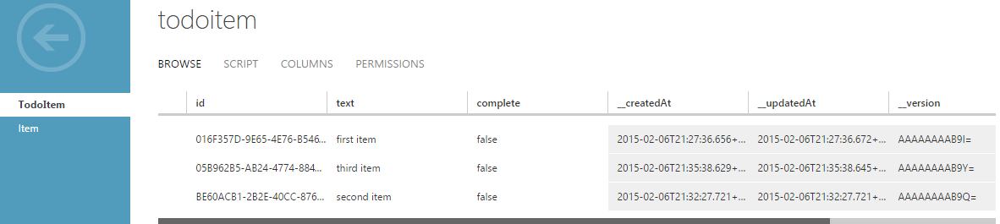 todoitem
BROWSE SCRIPT COLUMNS PERMISSIONS
TodoItem
Item
id text complete __createdAt __updatedAt __version
016F357D-9E65-4E76-B546... first item false 2015-02-06T21:27:36.656+... 2015-02-06T21:27:36.672+... AAAAAAAAB9I=
05B962B5-AB24-4774-884... third item false 2015-02-06T21:35:38.629+... 2015-02-06T21:35:38.645+... AAAAAAAAB9Y=
BE60ACB1-2B2E-40CC-876... second item false 2015-02-06T21:32:27.721+... 2015-02-06T21:32:27.721+... AAAAAAAAB9Q=